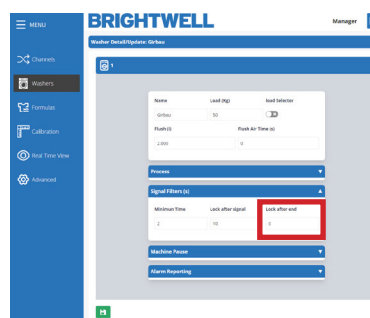 MENU
BRIGHTWELL
Manager
Washer Detail/Update: Girbau
Channels
1
Washers
Name Load (Kg) load Selector
Formulas
Girbau 50
Calibration
Flush (l) Flush Air Time (s)
2.000 0
Real Time View
Process
Advanced
Signal Filters (s)
Minimun Time Lock after signal Lock after end
2 10
Machine Pause
Alarm Reporting